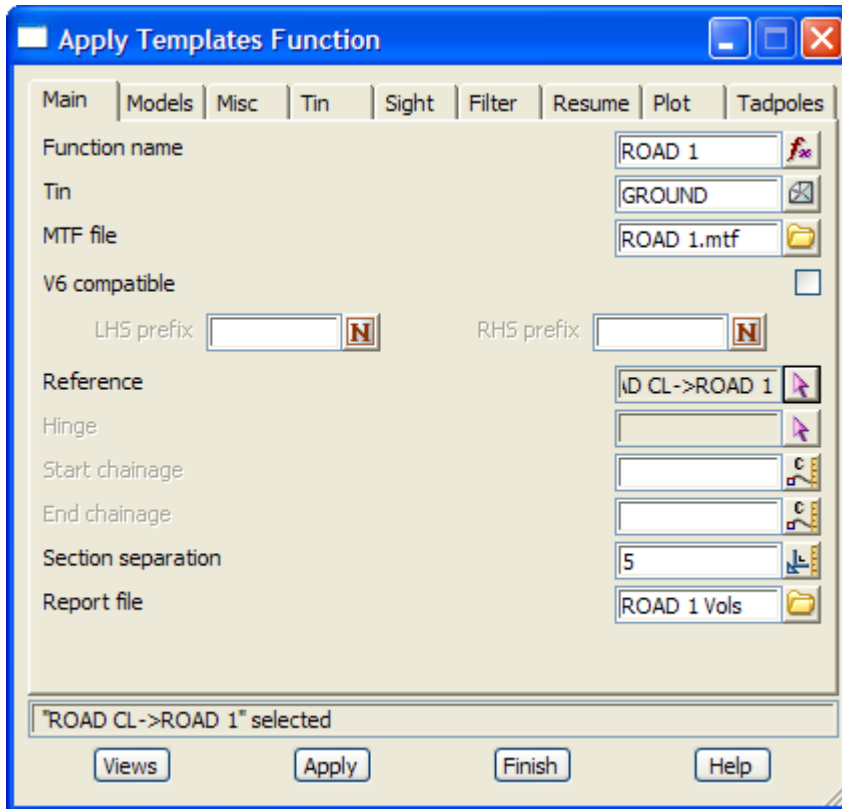 Apply Templates Function
Main Models Misc Tin Sight Filter Resume Plot Tadpoles
Function name ROAD 1
Tin GROUND
MTF file ROAD 1.mtf
V6 compatible
LHS prefix N RHS prefix N
Reference \D CL->ROAD 1
Hinge
Start chainage C
End chainage C
Section separation 5
Report file ROAD 1 Vols
"ROAD CL->ROAD 1" selected
Views Apply Finish Help